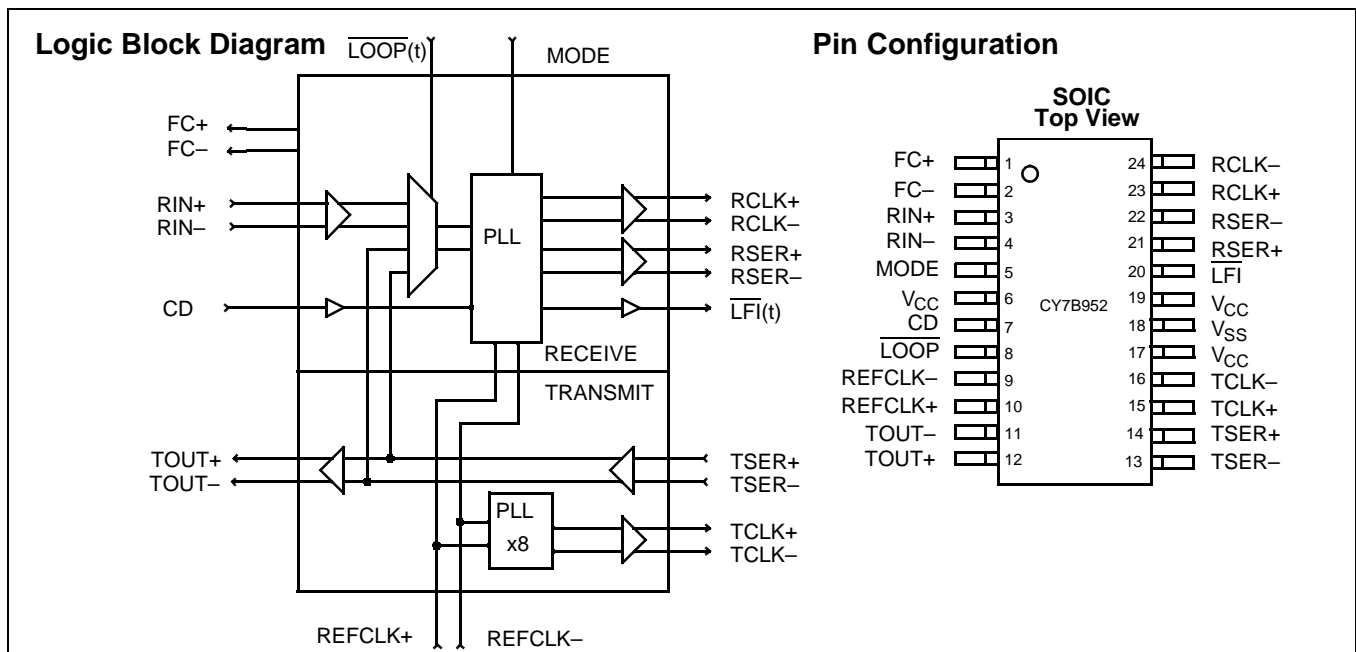 Logic Block Diagram
LOOP(t)
MODE
FC+
FC–
RIN+
RIN–
CD
PLL
RCLK+
RCLK–
RSER+
RSER–
LFI(t)
RECEIVE
TRANSMIT
TOUT+
TOUT–
TSER+
TSER–
PLL
x8
TCLK+
TCLK–
REFCLK+ REFCLK–
Pin Configuration
SOIC
Top View
FC+ 1 24 RCLK–
FC– 2 23 RCLK+
RIN+ 3 22 RSER–
RIN– 4 21 RSER+
MODE 5 20 LFI
VCC 6 19 VCC
CY7B952
CD 7 18 VSS
LOOP 8 17 VCC
REFCLK– 9 16 TCLK–
REFCLK+ 10 15 TCLK+
TOUT– 11 14 TSER+
TOUT+ 12 13 TSER–